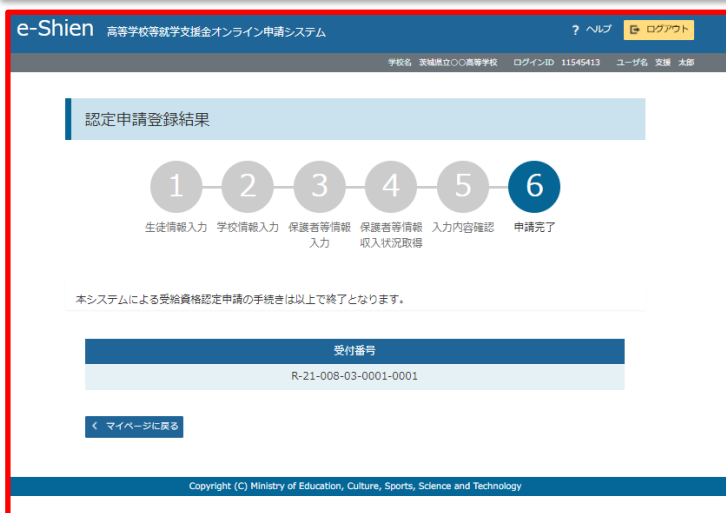 e-Shien 高等学校等就学支援金オンライン申請システム ? ヘルプ ログアウト
学校名 茨城県立○○高等学校 ログインID 11545413 ユーザ名 支援 太郎
認定申請登録結果
1 2 3 4 5 6
生徒情報入力 学校情報入力 保護者等情報入力 保護者等情報収入状況取得 入力内容確認 申請完了
本システムによる受給資格認定申請の手続きは以上で終了となります。
受付番号
R-21-008-03-0001-0001
マイページに戻る
Copyright (C) Ministry of Education, Culture, Sports, Science and Technology